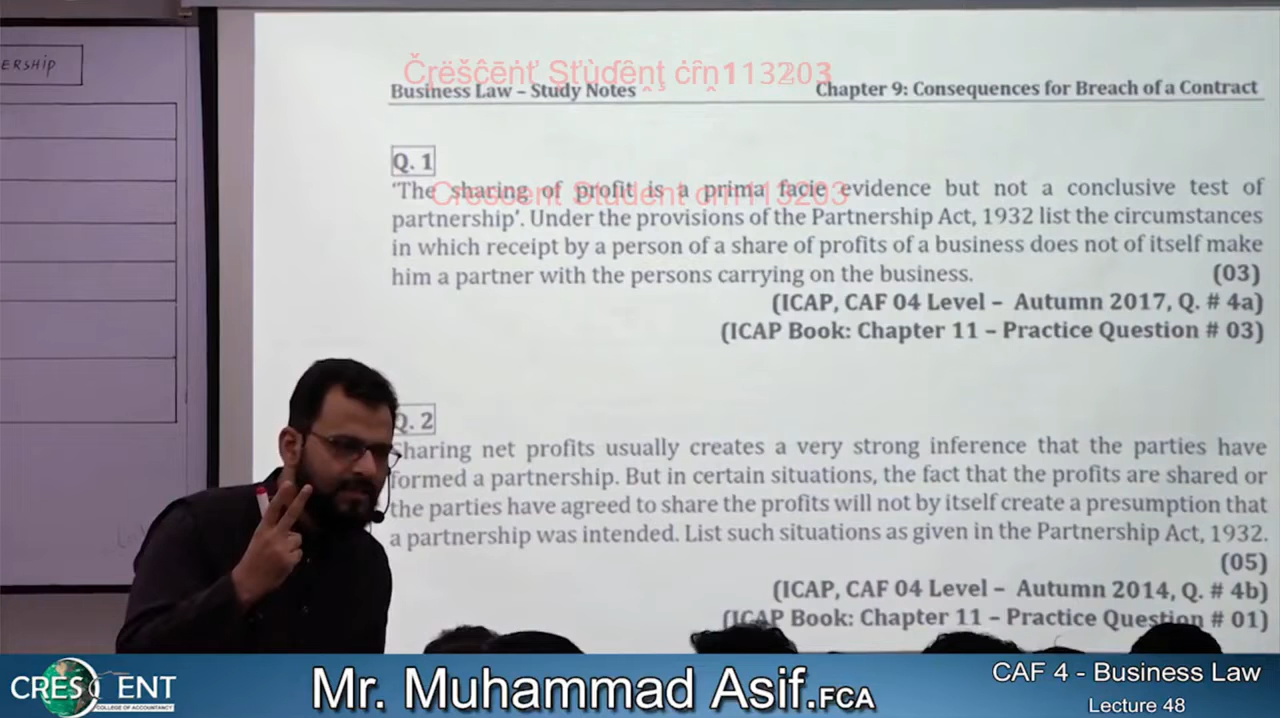 ERSHIP
Čřëšĉēṅť Şťùďêṋţ ċȓṋ113203
Business Law – Study Notes Chapter 9: Consequences for Breach of a Contract
Q. 1
Crescent Student crn113203
'The sharing of profit is a prima facie evidence but not a conclusive test of
partnership'. Under the provisions of the Partnership Act, 1932 list the circumstances
in which receipt by a person of a share of profits of a business does not of itself make
him a partner with the persons carrying on the business. (03)
(ICAP, CAF 04 Level – Autumn 2017, Q. # 4a)
(ICAP Book: Chapter 11 – Practice Question # 03)
Q. 2
Sharing net profits usually creates a very strong inference that the parties have
formed a partnership. But in certain situations, the fact that the profits are shared or
the parties have agreed to share the profits will not by itself create a presumption that
a partnership was intended. List such situations as given in the Partnership Act, 1932.
(05)
(ICAP, CAF 04 Level – Autumn 2014, Q. # 4b)
(ICAP Book: Chapter 11 – Practice Question # 01)
CRESCENT
COLLEGE OF ACCOUNTANCY
Mr. Muhammad Asif.FCA
CAF 4 - Business Law
Lecture 48